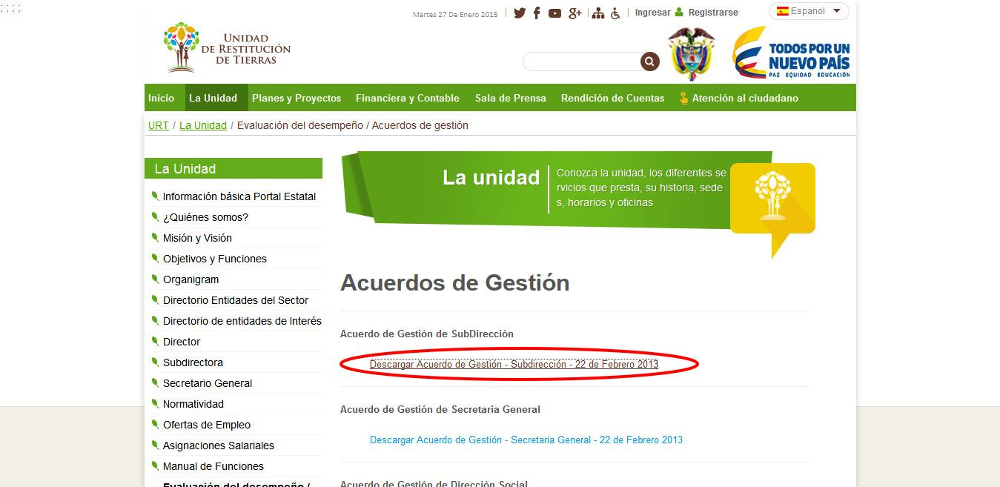 ; ; ; ;
Martes 27 De Enero 2015
Ingresar
Registrarse
Espanol
UNIDAD
DE RESTITUCIÓN
DE TIERRAS
TODOS POR UN
NUEVO PAÍS
PAZ EQUIDAD EDUCACIÓN
Inicio
La Unidad
Planes y Proyectos
Financiera y Contable
Sala de Prensa
Rendición de Cuentas
Atención al ciudadano
URT / La Unidad / Evaluación del desempeño / Acuerdos de gestión
La Unidad
Información básica Portal Estatal
¿Quiénes somos?
Misión y Visión
Objetivos y Funciones
Organigram
Directorio Entidades del Sector
Directorio de entidades de Interés
Director
Subdirectora
Secretario General
Normatividad
Ofertas de Empleo
Asignaciones Salariales
Manual de Funciones
Evaluación del desempeño /
La unidad
Conozca la unidad, los diferentes se
rvicios que presta, su historia, sede
s, horarios y oficinas
Acuerdos de Gestión
Acuerdo de Gestión de SubDirección
Descargar Acuerdo de Gestión - Subdirección - 22 de Febrero 2013
Acuerdo de Gestión de Secretaria General
Descargar Acuerdo de Gestión - Secretaria General - 22 de Febrero 2013
Acuerdo de Gestión de Dirección Social